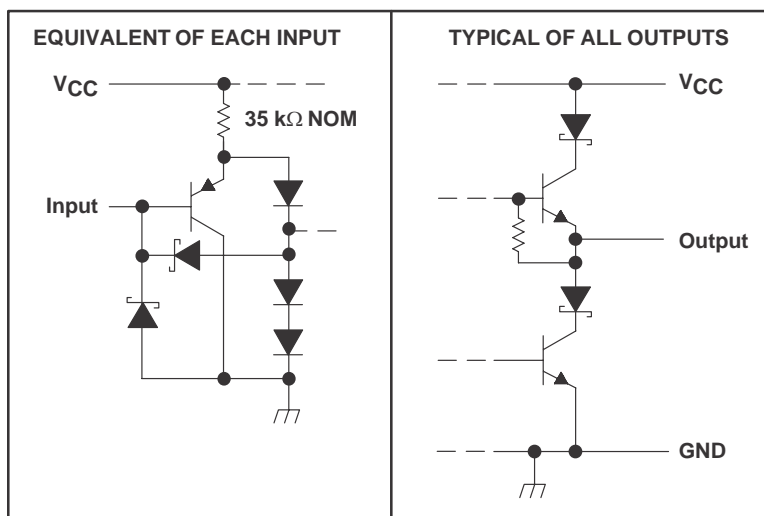 EQUIVALENT OF EACH INPUT
VCC
35 kΩ NOM
Input
TYPICAL OF ALL OUTPUTS
VCC
Output
GND